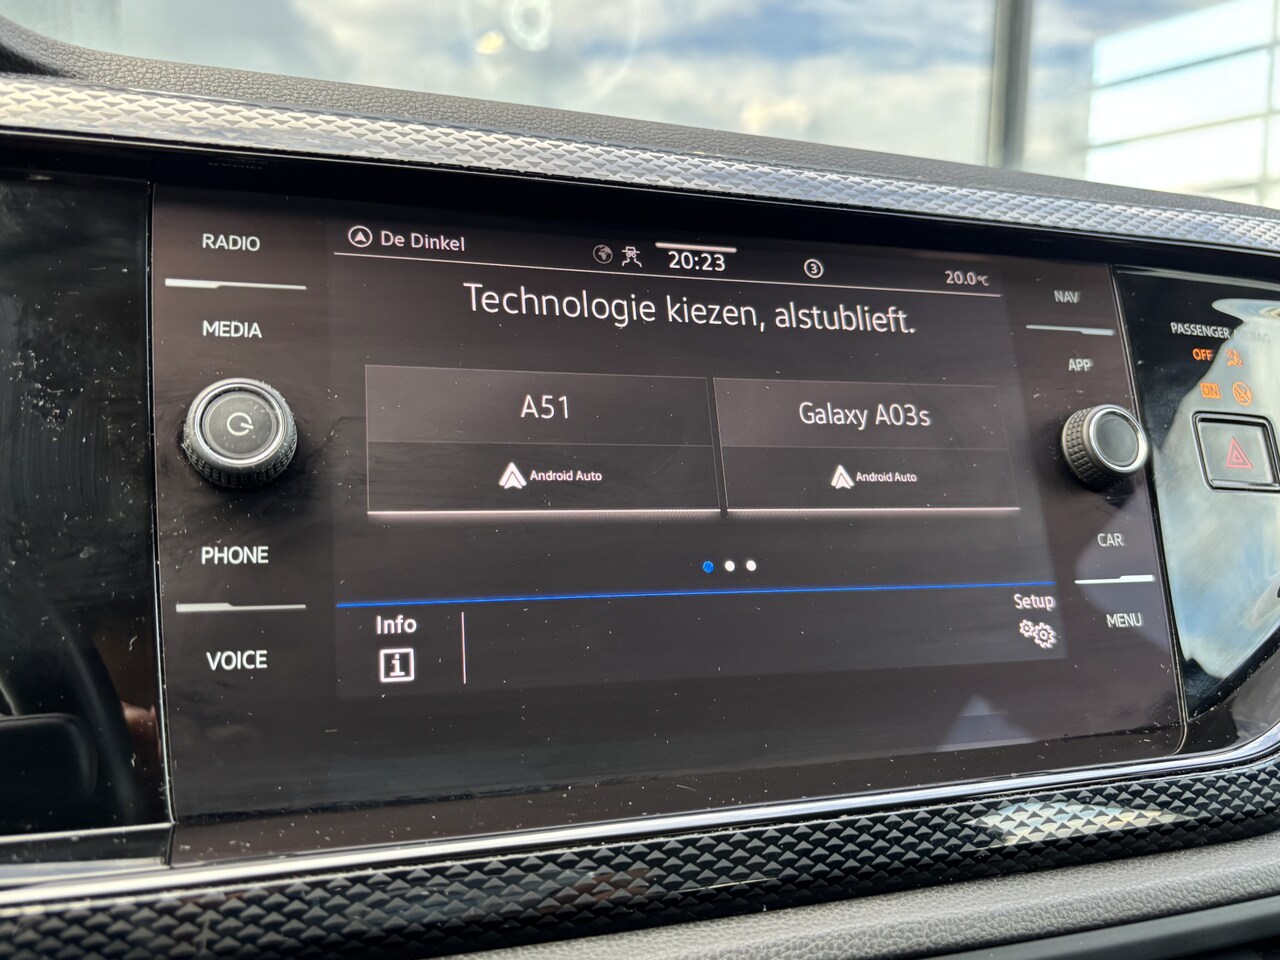 RADIO
MEDIA
PHONE
VOICE
De Dinkel
20:23
3
20.0°C
Technologie kiezen, alstublieft.
A51
Android Auto
Galaxy A03s
Android Auto
Info
i
Setup
NAV
APP
CAR
MENU
PASSENGER
OFF
ON